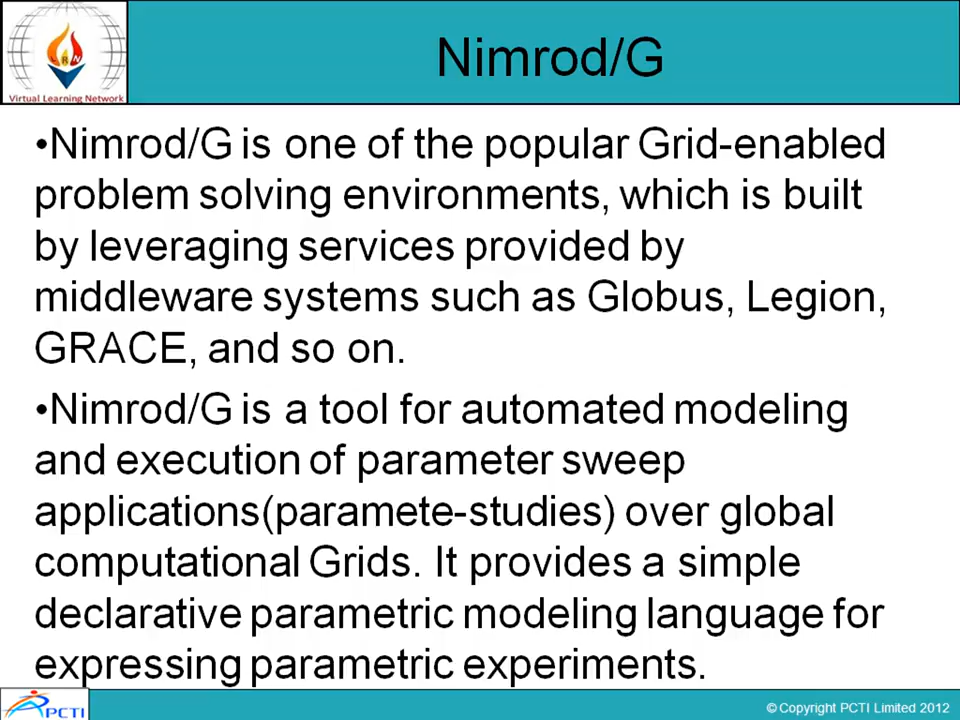 Nimrod/G
RN
Virtual Learning Network
•Nimrod/G is one of the popular Grid-enabled
problem solving environments, which is built
by leveraging services provided by
middleware systems such as Globus, Legion,
GRACE, and so on.
•Nimrod/G is a tool for automated modeling
and execution of parameter sweep
applications(paramete-studies) over global
computational Grids. It provides a simple
declarative parametric modeling language for
expressing parametric experiments.
PCTI
© Copyright PCTI Limited 2012